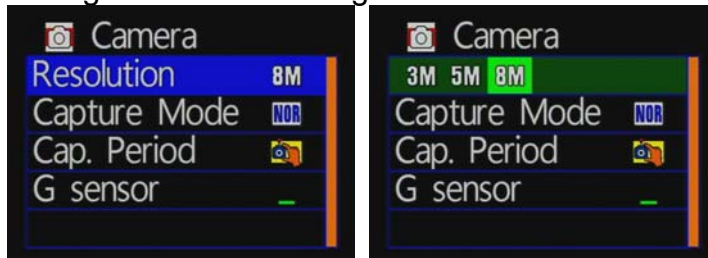 Camera
Resolution 8M
Capture Mode NOR
Cap. Period
G sensor
Camera
3M 5M 8M
Capture Mode NOR
Cap. Period
G sensor